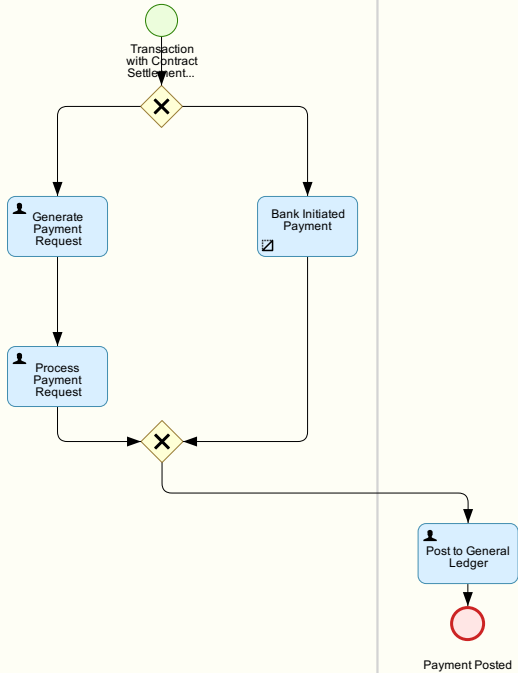 Transaction
with Contract
Settlement...
Generate
Payment
Request
Bank Initiated
Payment
Process
Payment
Request
Post to General
Ledger
Payment Posted